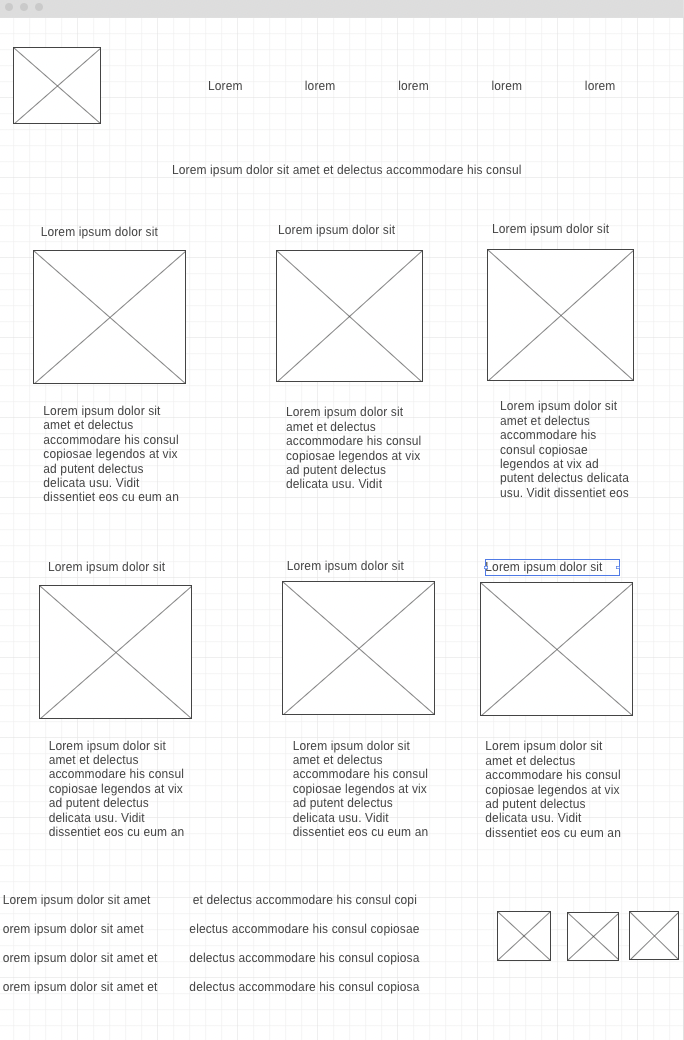 Lorem lorem lorem lorem lorem
Lorem ipsum dolor sit amet et delectus accommodare his consul
Lorem ipsum dolor sit
Lorem ipsum dolor sit
Lorem ipsum dolor sit
Lorem ipsum dolor sit
amet et delectus
accommodare his consul
copiosae legendos at vix
ad putent delectus
delicata usu. Vidit
dissentiet eos cu eum an
Lorem ipsum dolor sit
amet et delectus
accommodare his consul
copiosae legendos at vix
ad putent delectus
delicata usu. Vidit
Lorem ipsum dolor sit
amet et delectus
accommodare his
consul copiosae
legendos at vix ad
putent delectus delicata
usu. Vidit dissentiet eos
Lorem ipsum dolor sit
Lorem ipsum dolor sit
Lorem ipsum dolor sit
Lorem ipsum dolor sit
amet et delectus
accommodare his consul
copiosae legendos at vix
ad putent delectus
delicata usu. Vidit
dissentiet eos cu eum an
Lorem ipsum dolor sit
amet et delectus
accommodare his consul
copiosae legendos at vix
ad putent delectus
delicata usu. Vidit
dissentiet eos cu eum an
Lorem ipsum dolor sit
amet et delectus
accommodare his consul
copiosae legendos at vix
ad putent delectus
delicata usu. Vidit
dissentiet eos cu eum an
Lorem ipsum dolor sit amet
orem ipsum dolor sit amet
orem ipsum dolor sit amet et
orem ipsum dolor sit amet et
et delectus accommodare his consul copi
electus accommodare his consul copiosae
delectus accommodare his consul copiosa
delectus accommodare his consul copiosa